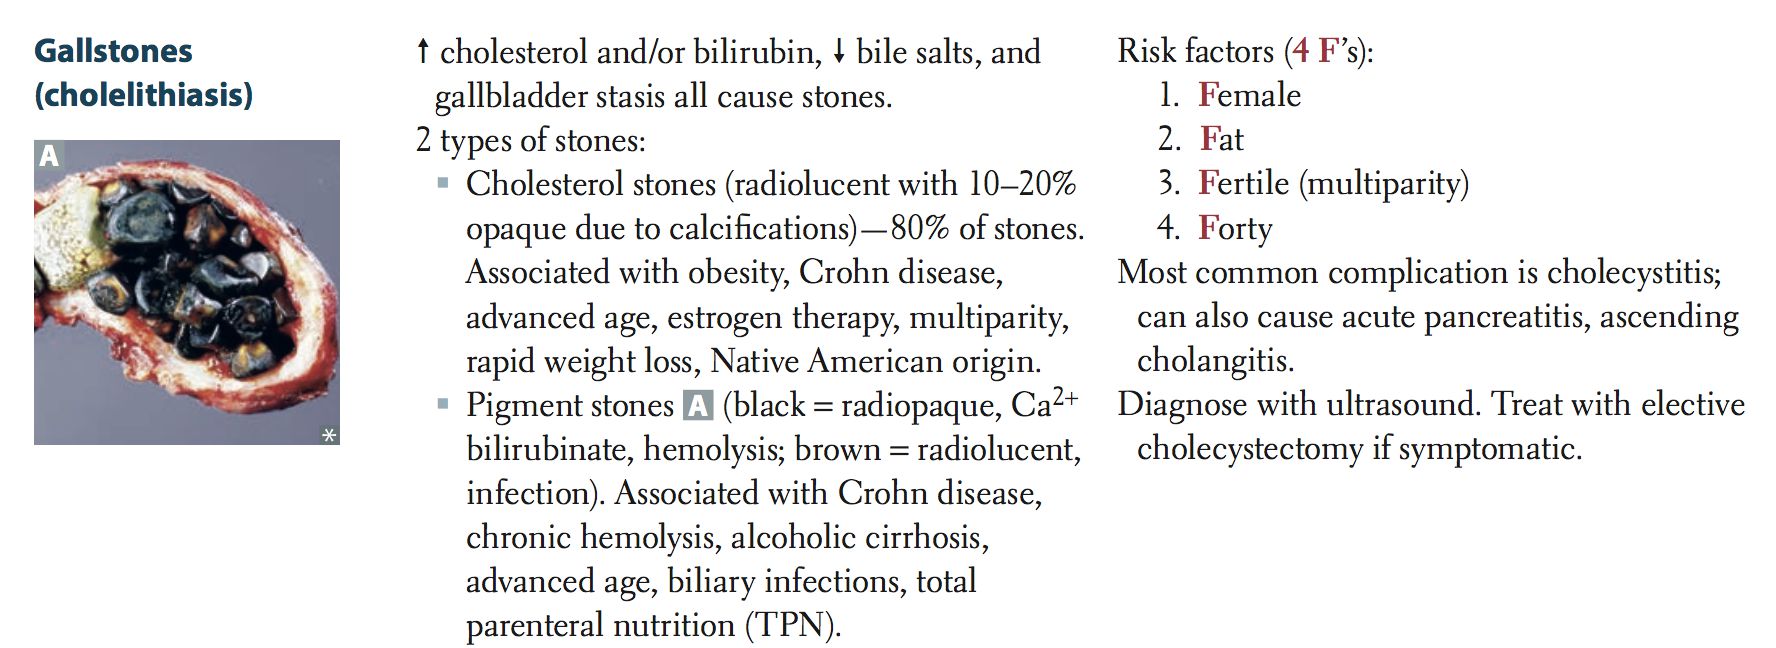 Gallstones
(cholelithiasis)
A
*
↑ cholesterol and/or bilirubin, ↓ bile salts, and
gallbladder stasis all cause stones.
2 types of stones:
▪ Cholesterol stones (radiolucent with 10–20%
opaque due to calcifications)—80% of stones.
Associated with obesity, Crohn disease,
advanced age, estrogen therapy, multiparity,
rapid weight loss, Native American origin.
▪ Pigment stones A (black = radiopaque, Ca²⁺
bilirubinate, hemolysis; brown = radiolucent,
infection). Associated with Crohn disease,
chronic hemolysis, alcoholic cirrhosis,
advanced age, biliary infections, total
parenteral nutrition (TPN).
Risk factors (4 F’s):
1. Female
2. Fat
3. Fertile (multiparity)
4. Forty
Most common complication is cholecystitis;
can also cause acute pancreatitis, ascending
cholangitis.
Diagnose with ultrasound. Treat with elective
cholecystectomy if symptomatic.